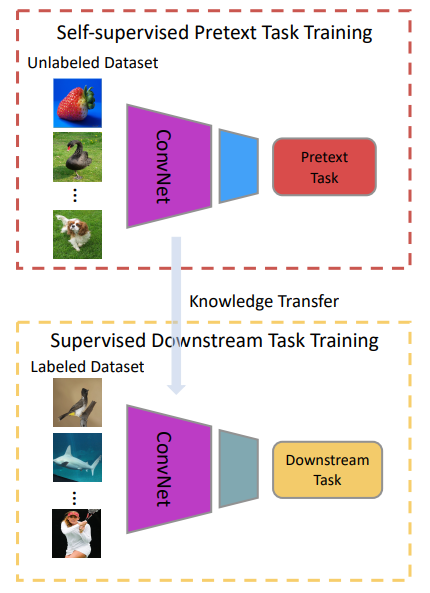 Self-supervised Pretext Task Training
Unlabeled Dataset
ConvNet
Pretext
Task
Knowledge Transfer
Supervised Downstream Task Training
Labeled Dataset
ConvNet
Downstream
Task